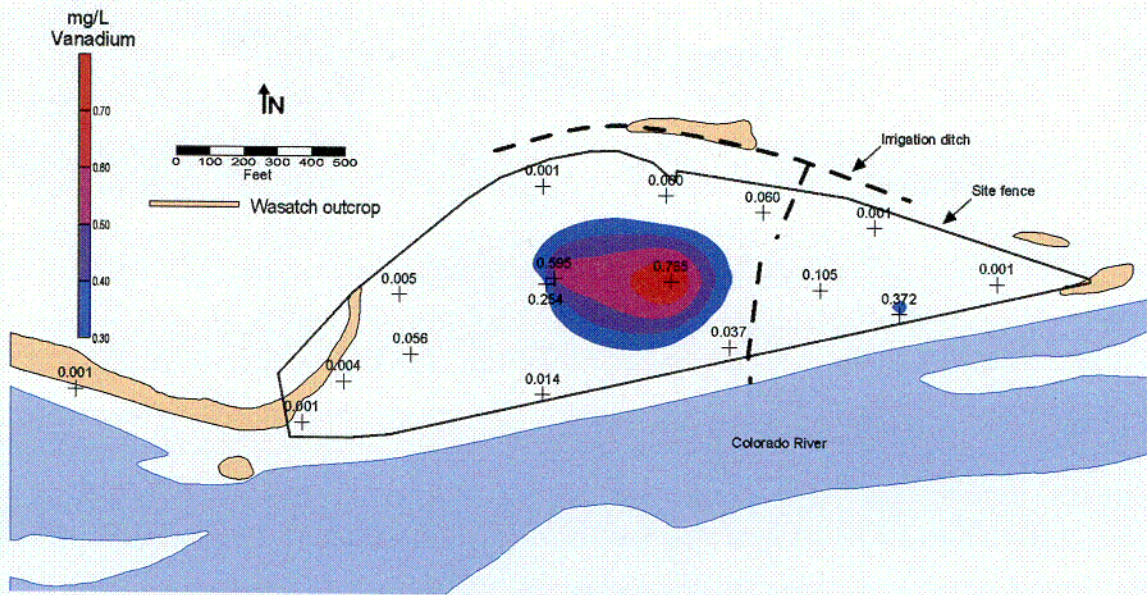 mg/L
Vanadium
0.70
0.60
0.50
0.40
0.30
N
0 100 200 300 400 500
Feet
Wasatch outcrop
Irrigation ditch
Site fence
0.001
0.060
0.060
0.001
0.595
0.765
0.005
0.254
0.105
0.001
0.372
0.056
0.037
0.001
0.004
0.014
0.001
Colorado River